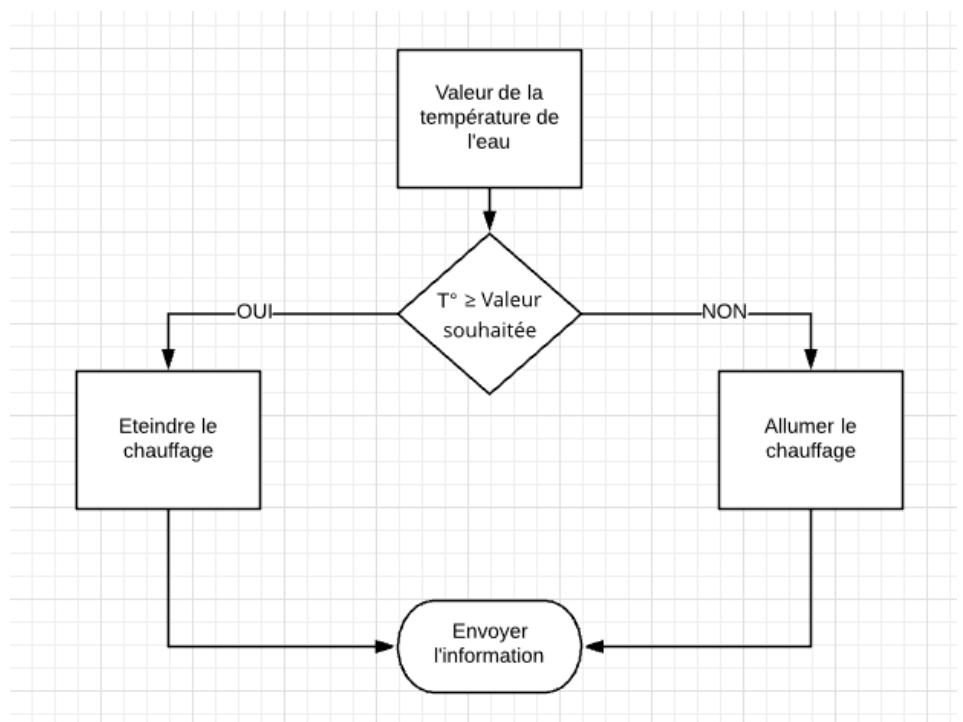 Valeur de la
température de
l'eau
T° ≥ Valeur
souhaitée
OUI
NON
Eteindre le
chauffage
Allumer le
chauffage
Envoyer
l'information